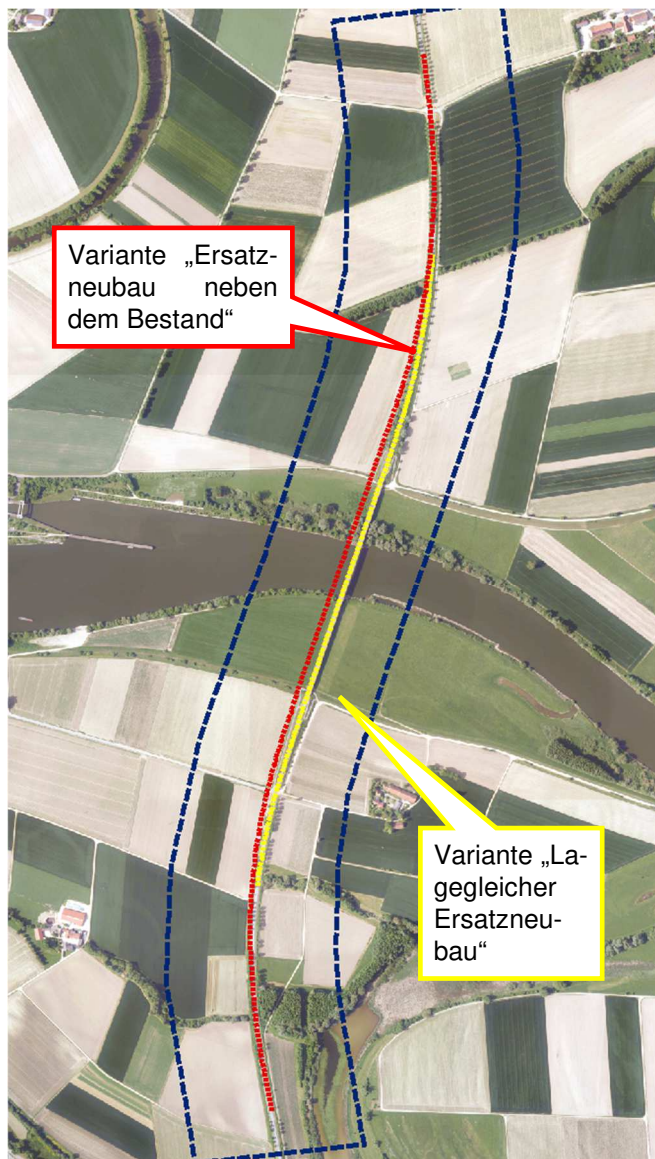 Variante „Ersatz-
neubau neben
dem Bestand“
Variante „La-
gegleicher
Ersatzneu-
bau“